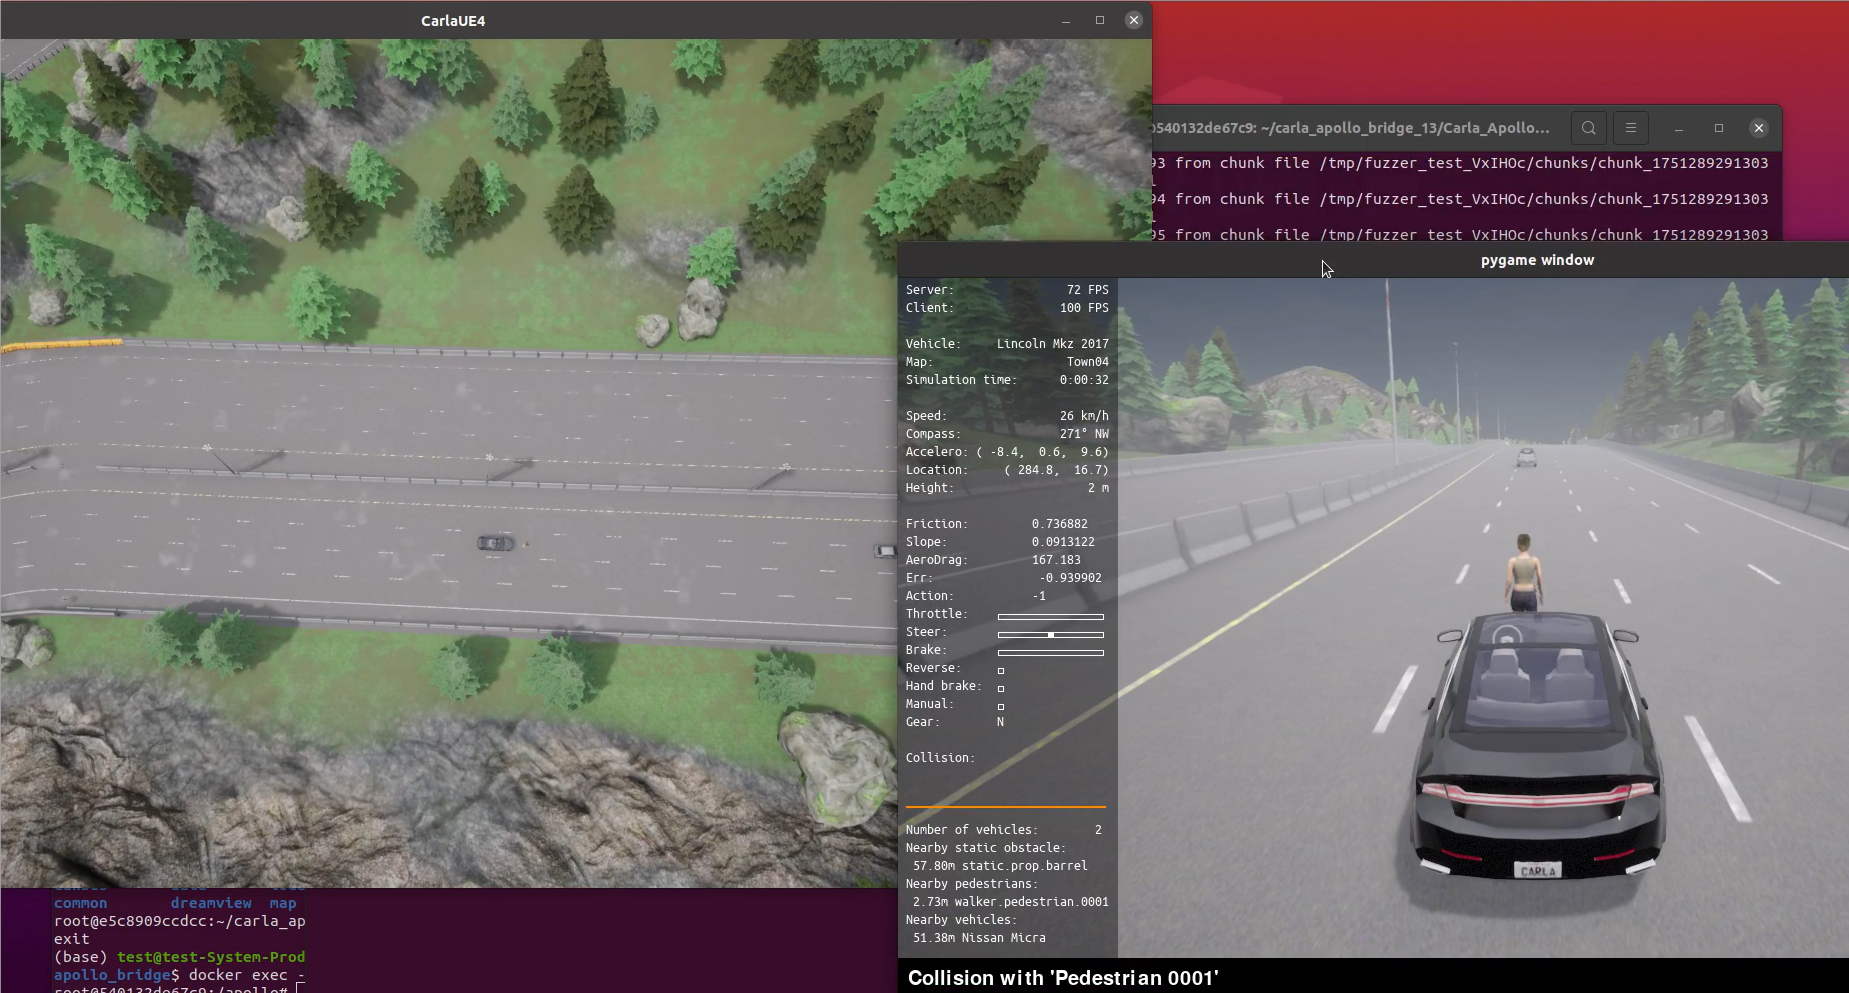 CarlaUE4
540132de67c9: ~/carla_apollo_bridge_13/Carla_Apollo...
93 from chunk file /tmp/fuzzer_test_VxIHOc/chunks/chunk_1751289291303
94 from chunk file /tmp/fuzzer_test_VxIHOc/chunks/chunk_1751289291303
95 from chunk file /tmp/fuzzer_test_VxIHOc/chunks/chunk_1751289291303
pygame window
Server: 72 FPS
Client: 100 FPS
Vehicle: Lincoln Mkz 2017
Map: Town04
Simulation time: 0:00:32
Speed: 26 km/h
Compass: 271° NW
Accelero: ( -8.4, 0.6, 9.6)
Location: ( 284.8, 16.7)
Height: 2 m
Friction: 0.736882
Slope: 0.0913122
AeroDrag: 167.183
Err: -0.939902
Action: -1
Throttle:
Steer:
Brake:
Reverse:
Hand brake:
Manual:
Gear: N
Collision:
Number of vehicles: 2
Nearby static obstacle:
57.80m static.prop.barrel
Nearby pedestrians:
2.73m walker.pedestrian.0001
Nearby vehicles:
51.38m Nissan Micra
CARLA
Collision with 'Pedestrian 0001'
common dreamview map
root@e5c8909ccdcc:~/carla_ap
exit
(base) test@test-System-Prod
apollo_bridge$ docker exec -
root@540132de67c9:/apollo#